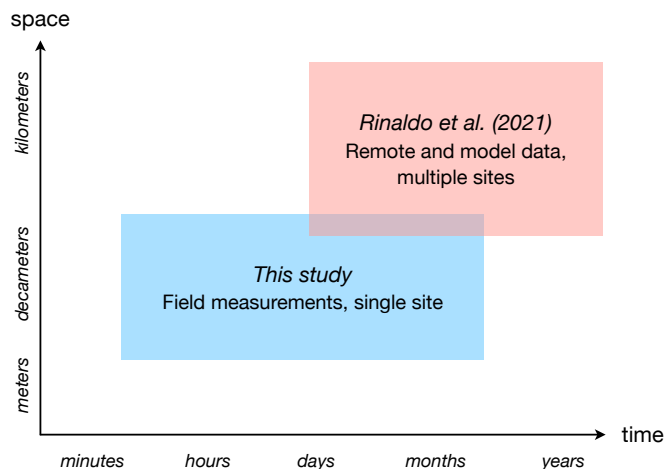 space
kilometers
decameters
meters
Rinaldo et al. (2021)
Remote and model data,
multiple sites
This study
Field measurements, single site
time
minutes
hours
days
months
years